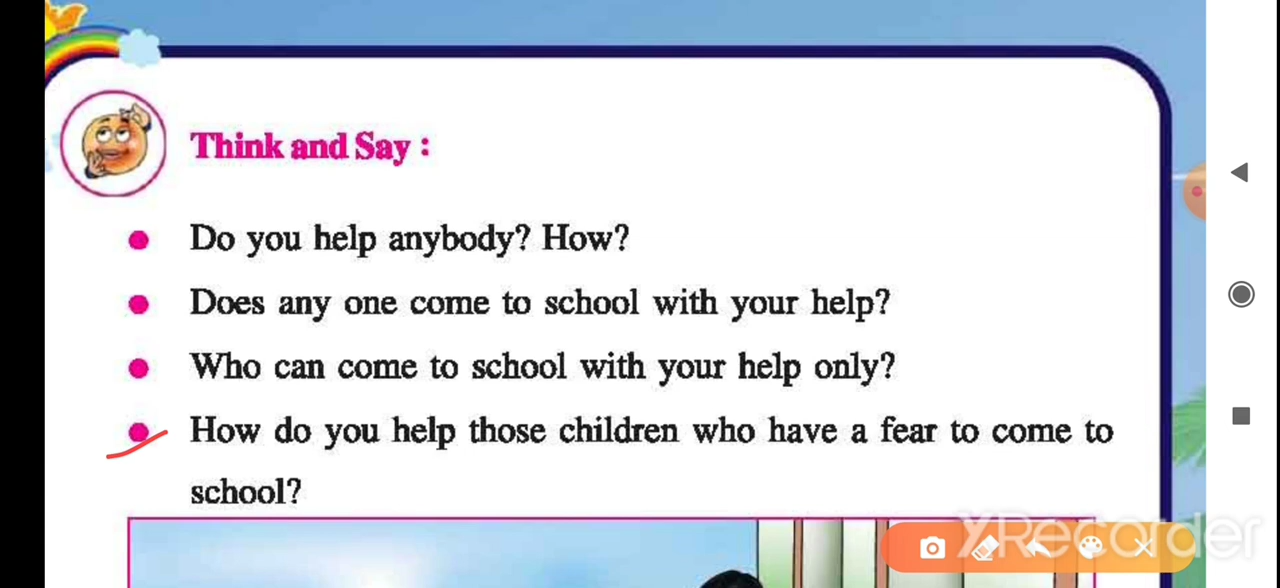 Think and Say :
Do you help anybody? How?
Does any one come to school with your help?
Who can come to school with your help only?
How do you help those children who have a fear to come to
school?
XRecorder